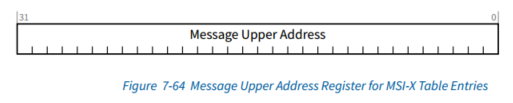 31 0
Message Upper Address
Figure 7-64 Message Upper Address Register for MSI-X Table Entries